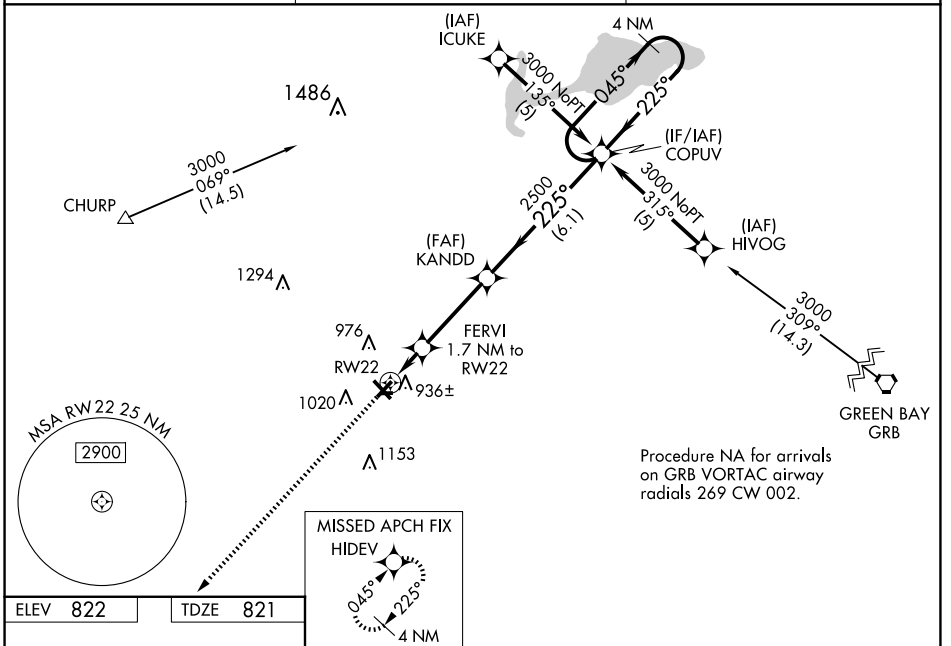 (IAF)
ICUKE
4 NM
3000 NoPT
135°
(5)
045°
225°
1486
(IF/IAF)
COPUV
3000
069°
(14.5)
CHURP
2500
225°
(6.1)
3000 NoPT
315°
(5)
(IAF)
HIVOG
(FAF)
KANDD
1294
3000
309°
(14.3)
976
FERVI
1.7 NM to
RW22
RW22
936±
1020
GREEN BAY
GRB
MSA RW 22 25 NM
2900
1153
Procedure NA for arrivals
on GRB VORTAC airway
radials 269 CW 002.
MISSED APCH FIX
HIDEV
045°
225°
4 NM
ELEV 822
TDZE 821